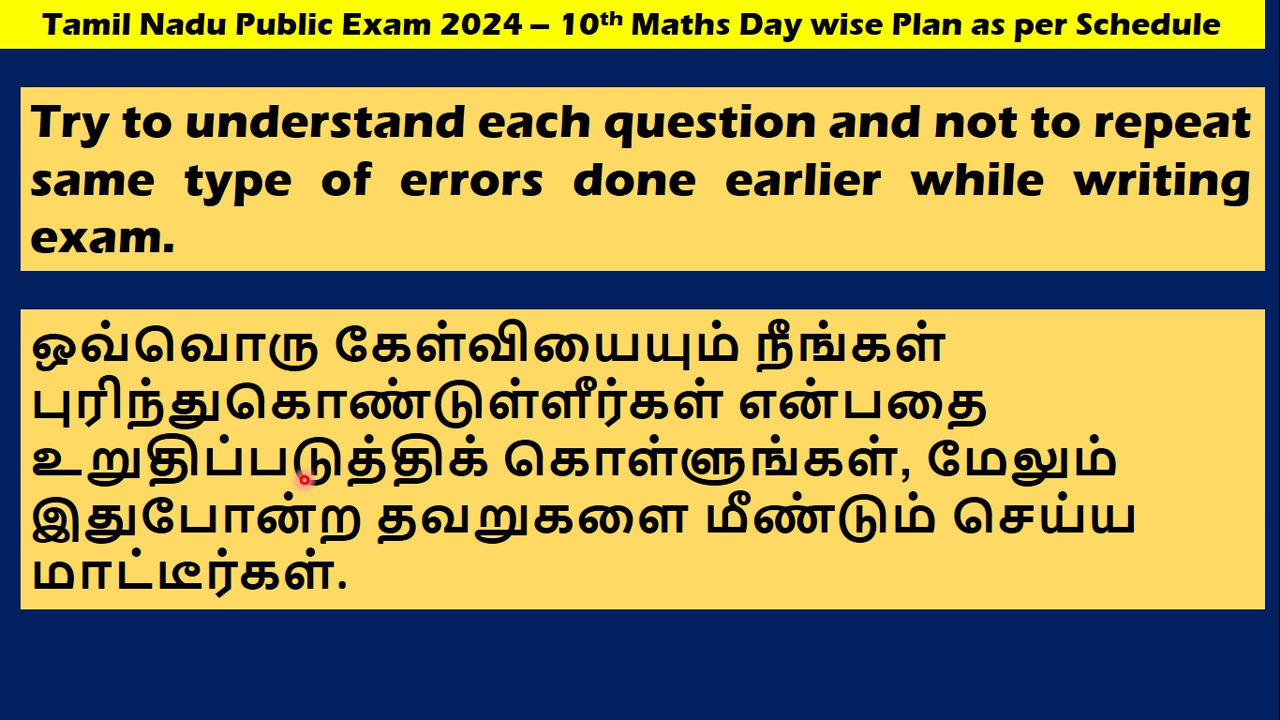 Tamil Nadu Public Exam 2024 – 10th Maths Day wise Plan as per Schedule
Try to understand each question and not to repeat
same type of errors done earlier while writing
exam.
ஒவ்வொரு கேள்வியையும் நீங்கள்
புரிந்துகொண்டுள்ளீர்கள் என்பதை
உறுதிப்படுத்திக் கொள்ளுங்கள், மேலும்
இதுபோன்ற தவறுகளை மீண்டும் செய்ய
மாட்டீர்கள்.